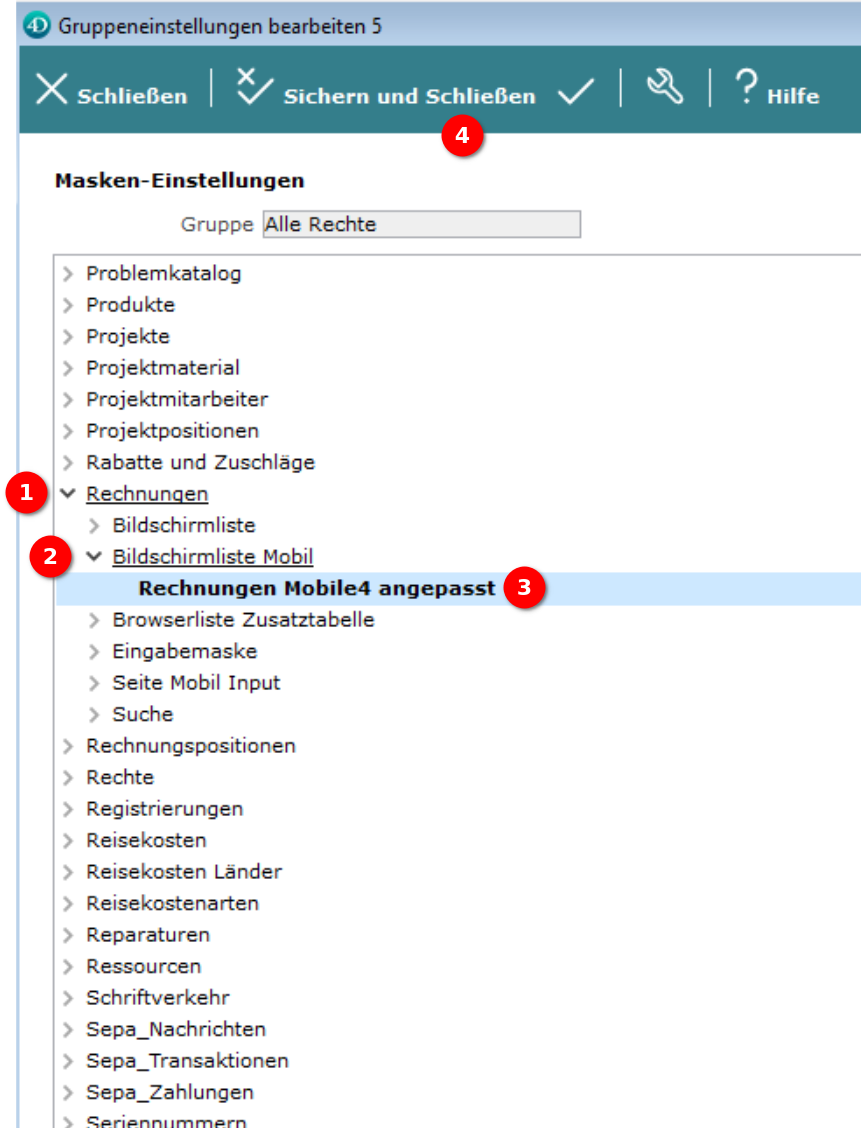 4D Gruppeneinstellungen bearbeiten 5
Schließen Sichern und Schließen ? Hilfe
4
Masken-Einstellungen
Gruppe Alle Rechte
Problemkatalog
Produkte
Projekte
Projektmaterial
Projektmitarbeiter
Projektpositionen
Rabatte und Zuschläge
1 Rechnungen
Bildschirmliste
2 Bildschirmliste Mobil
Rechnungen Mobile4 angepasst 3
Browserliste Zusatztabelle
Eingabemaske
Seite Mobil Input
Suche
Rechnungspositionen
Rechte
Registrierungen
Reisekosten
Reisekosten Länder
Reisekostenarten
Reparaturen
Ressourcen
Schriftverkehr
Sepa_Nachrichten
Sepa_Transaktionen
Sepa_Zahlungen
Seriennummern